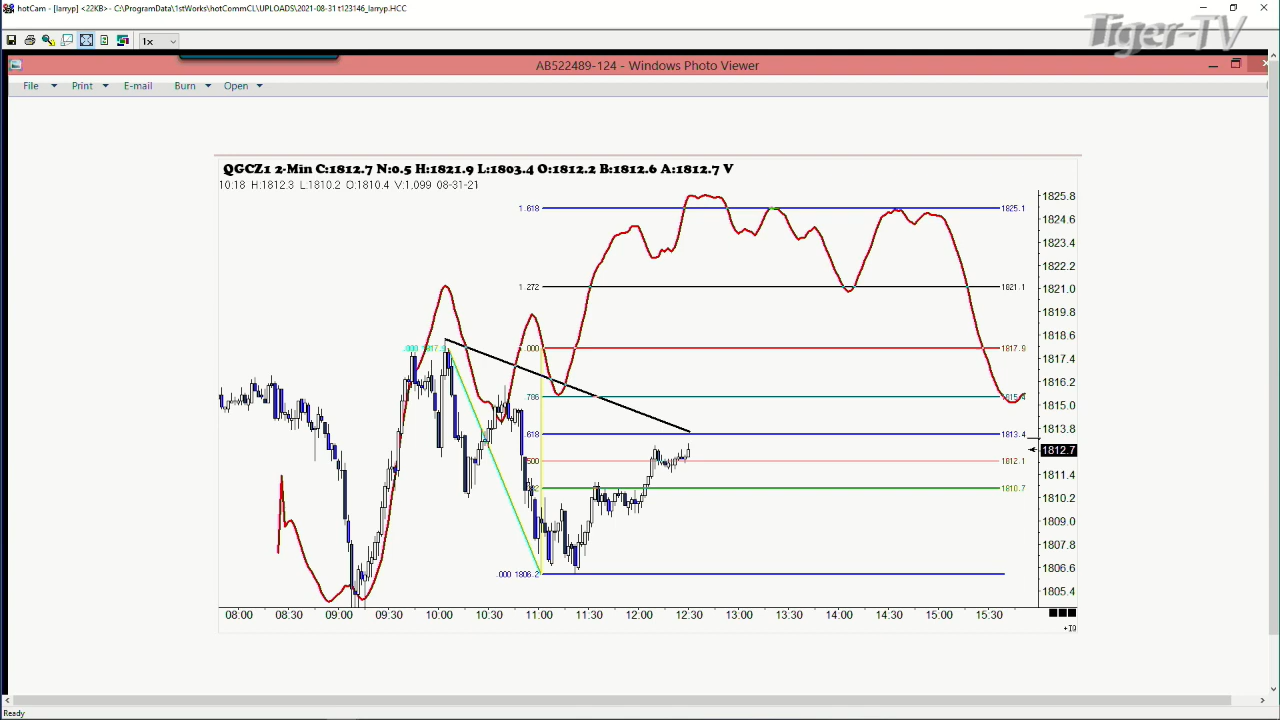 hotCam - [larryp] <22KB> - C:\ProgramData\1stWorks\hotCommCL\UPLOADS\2021-08-31 t123146_larryp.HCC
Tiger-TV
1x
AB522489-124 - Windows Photo Viewer
File Print E-mail Burn Open
QGCZ1 2-Min C:1812.7 N:0.5 H:1821.9 L:1803.4 O:1812.2 B:1812.6 A:1812.7 V
10:18 H:1812.3 L:1810.2 O:1810.4 V:1,099 08-31-21
1825.8
1.618 1825.1
1824.6
1823.4
1822.2
1.272 1821.1
1821.0
1819.8
1818.6
.000 1817.9 .000 1817.9
1817.4
1816.2
.786
1815.0
1813.8
.618 1813.4
1812.7
.500 1812.1
1811.4
1810.7
1810.2
1809.0
1807.8
1806.6
.000 1806.2
1805.4
08:00 08:30 09:00 09:30 10:00 10:30 11:00 11:30 12:00 12:30 13:00 13:30 14:00 14:30 15:00 15:30
+IQ
Ready